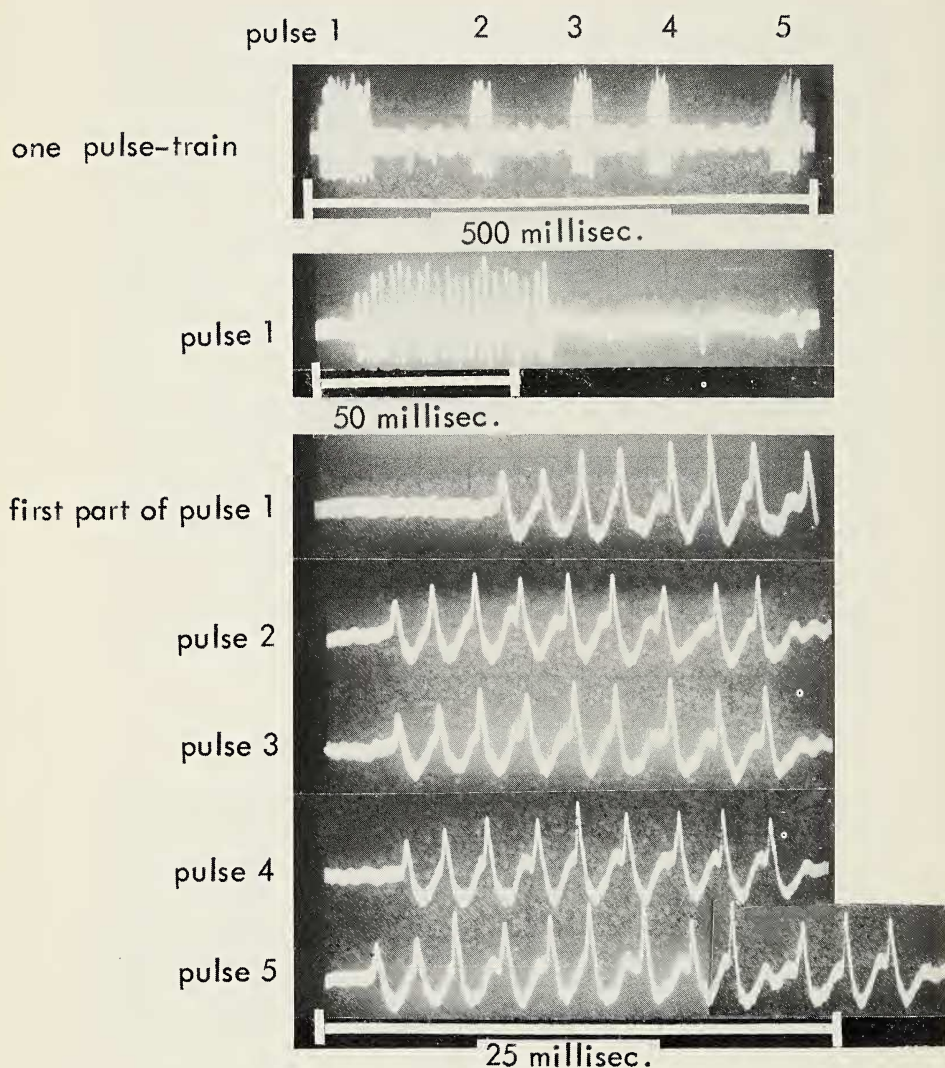 pulse 1 2 3 4 5
one pulse-train
500 millisec.
pulse 1
50 millisec.
first part of pulse 1
pulse 2
pulse 3
pulse 4
pulse 5
25 millisec.